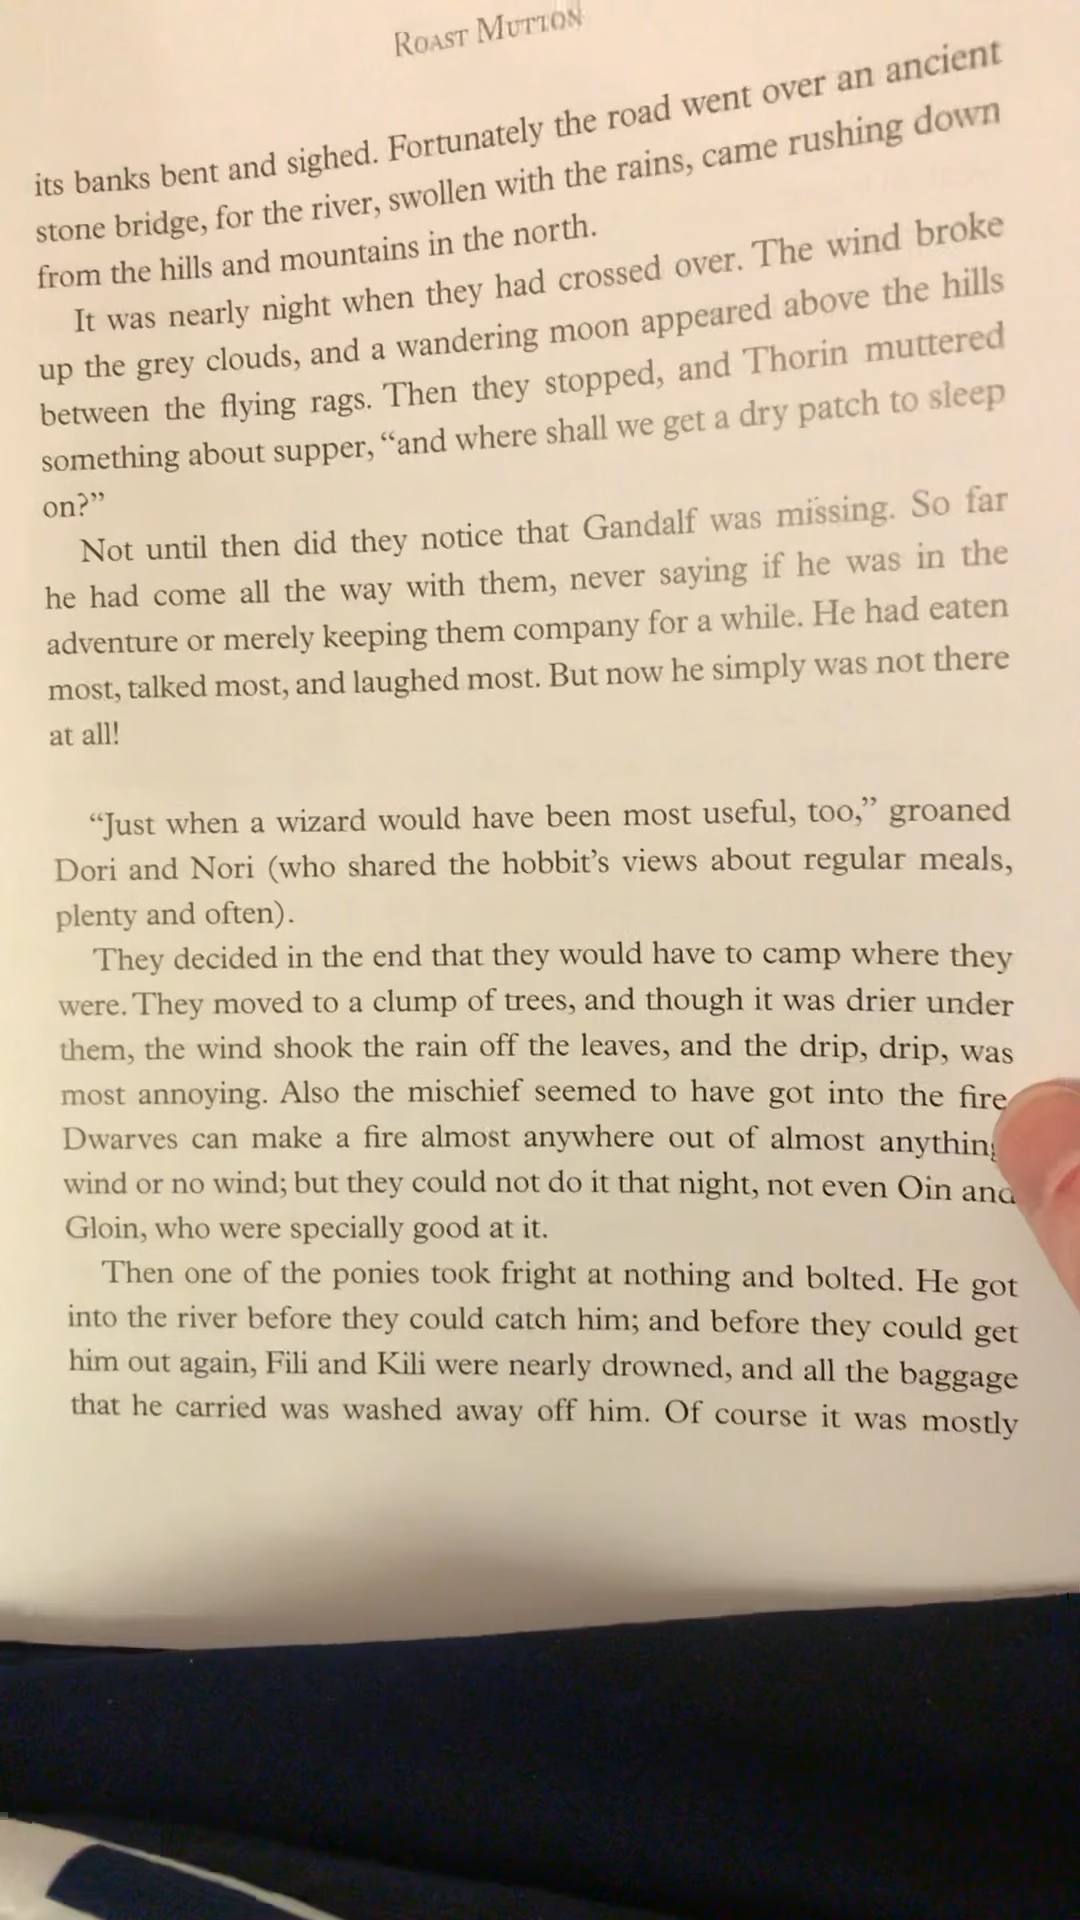 ROAST MUTTON
its banks bent and sighed. Fortunately the road went over an ancient
stone bridge, for the river, swollen with the rains, came rushing down
from the hills and mountains in the north.
It was nearly night when they had crossed over. The wind broke
up the grey clouds, and a wandering moon appeared above the hills
between the flying rags. Then they stopped, and Thorin muttered
something about supper, “and where shall we get a dry patch to sleep
on?”
Not until then did they notice that Gandalf was missing. So far
he had come all the way with them, never saying if he was in the
adventure or merely keeping them company for a while. He had eaten
most, talked most, and laughed most. But now he simply was not there
at all!
“Just when a wizard would have been most useful, too,” groaned
Dori and Nori (who shared the hobbit’s views about regular meals,
plenty and often).
They decided in the end that they would have to camp where they
were. They moved to a clump of trees, and though it was drier under
them, the wind shook the rain off the leaves, and the drip, drip, was
most annoying. Also the mischief seemed to have got into the fire
Dwarves can make a fire almost anywhere out of almost anything
wind or no wind; but they could not do it that night, not even Oin and
Gloin, who were specially good at it.
Then one of the ponies took fright at nothing and bolted. He got
into the river before they could catch him; and before they could get
him out again, Fili and Kili were nearly drowned, and all the baggage
that he carried was washed away off him. Of course it was mostly